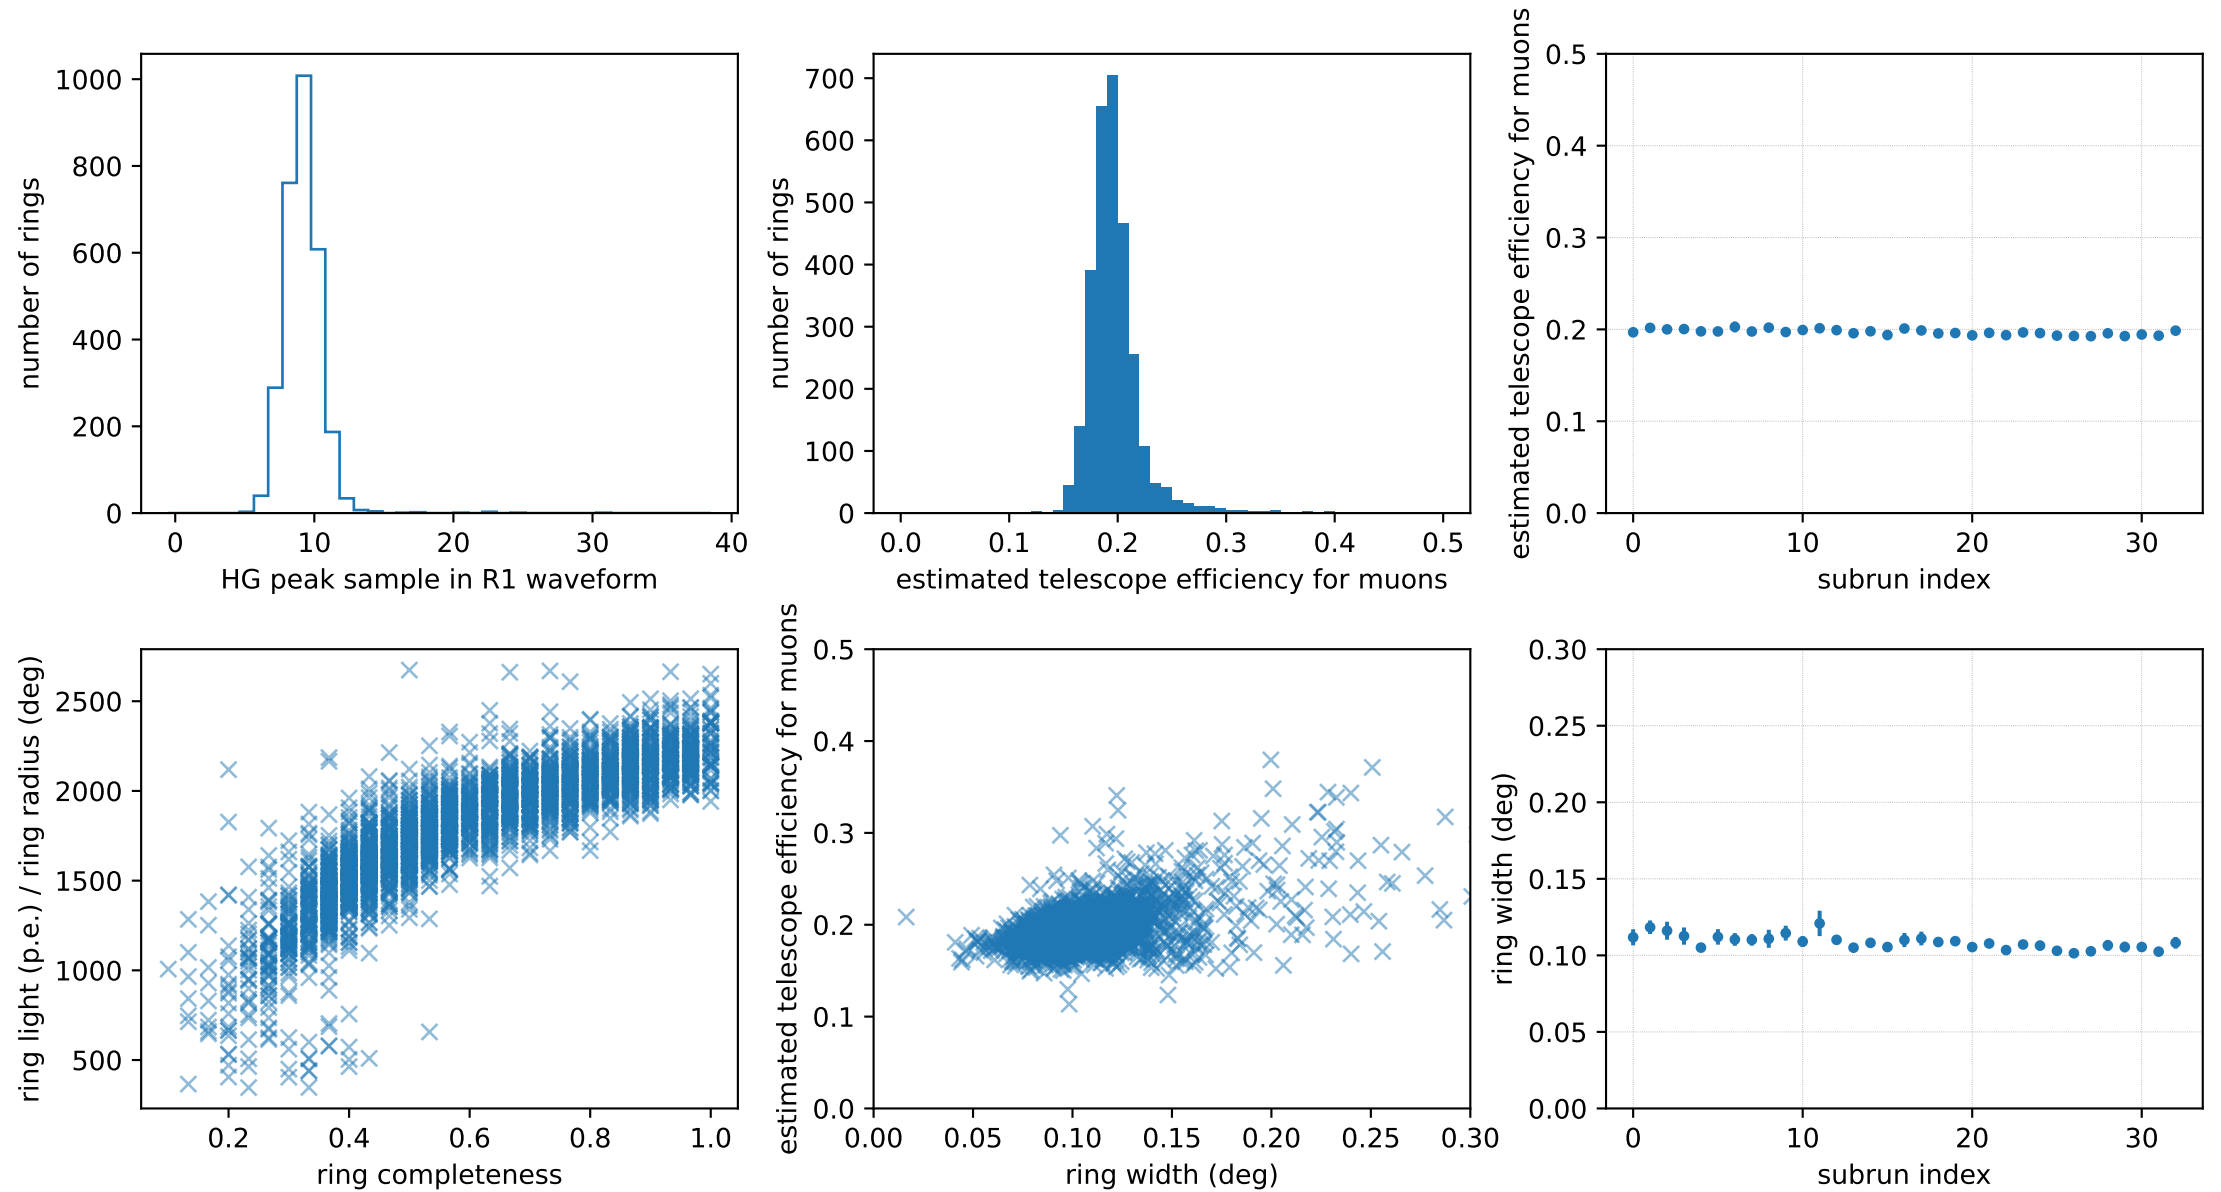 number of rings
1000
800
600
400
200
0
0 10 20 30 40
HG peak sample in R1 waveform
number of rings
700
600
500
400
300
200
100
0
0.0 0.1 0.2 0.3 0.4 0.5
estimated telescope efficiency for muons
estimated telescope efficiency for muons
0.5
0.4
0.3
0.2
0.1
0.0
0 10 20 30
subrun index
ring light (p.e.) / ring radius (deg)
2500
2000
1500
1000
500
0.2 0.4 0.6 0.8 1.0
ring completeness
estimated telescope efficiency for muons
0.5
0.4
0.3
0.2
0.1
0.0
0.00 0.05 0.10 0.15 0.20 0.25 0.30
ring width (deg)
ring width (deg)
0.30
0.25
0.20
0.15
0.10
0.05
0.00
0 10 20 30
subrun index